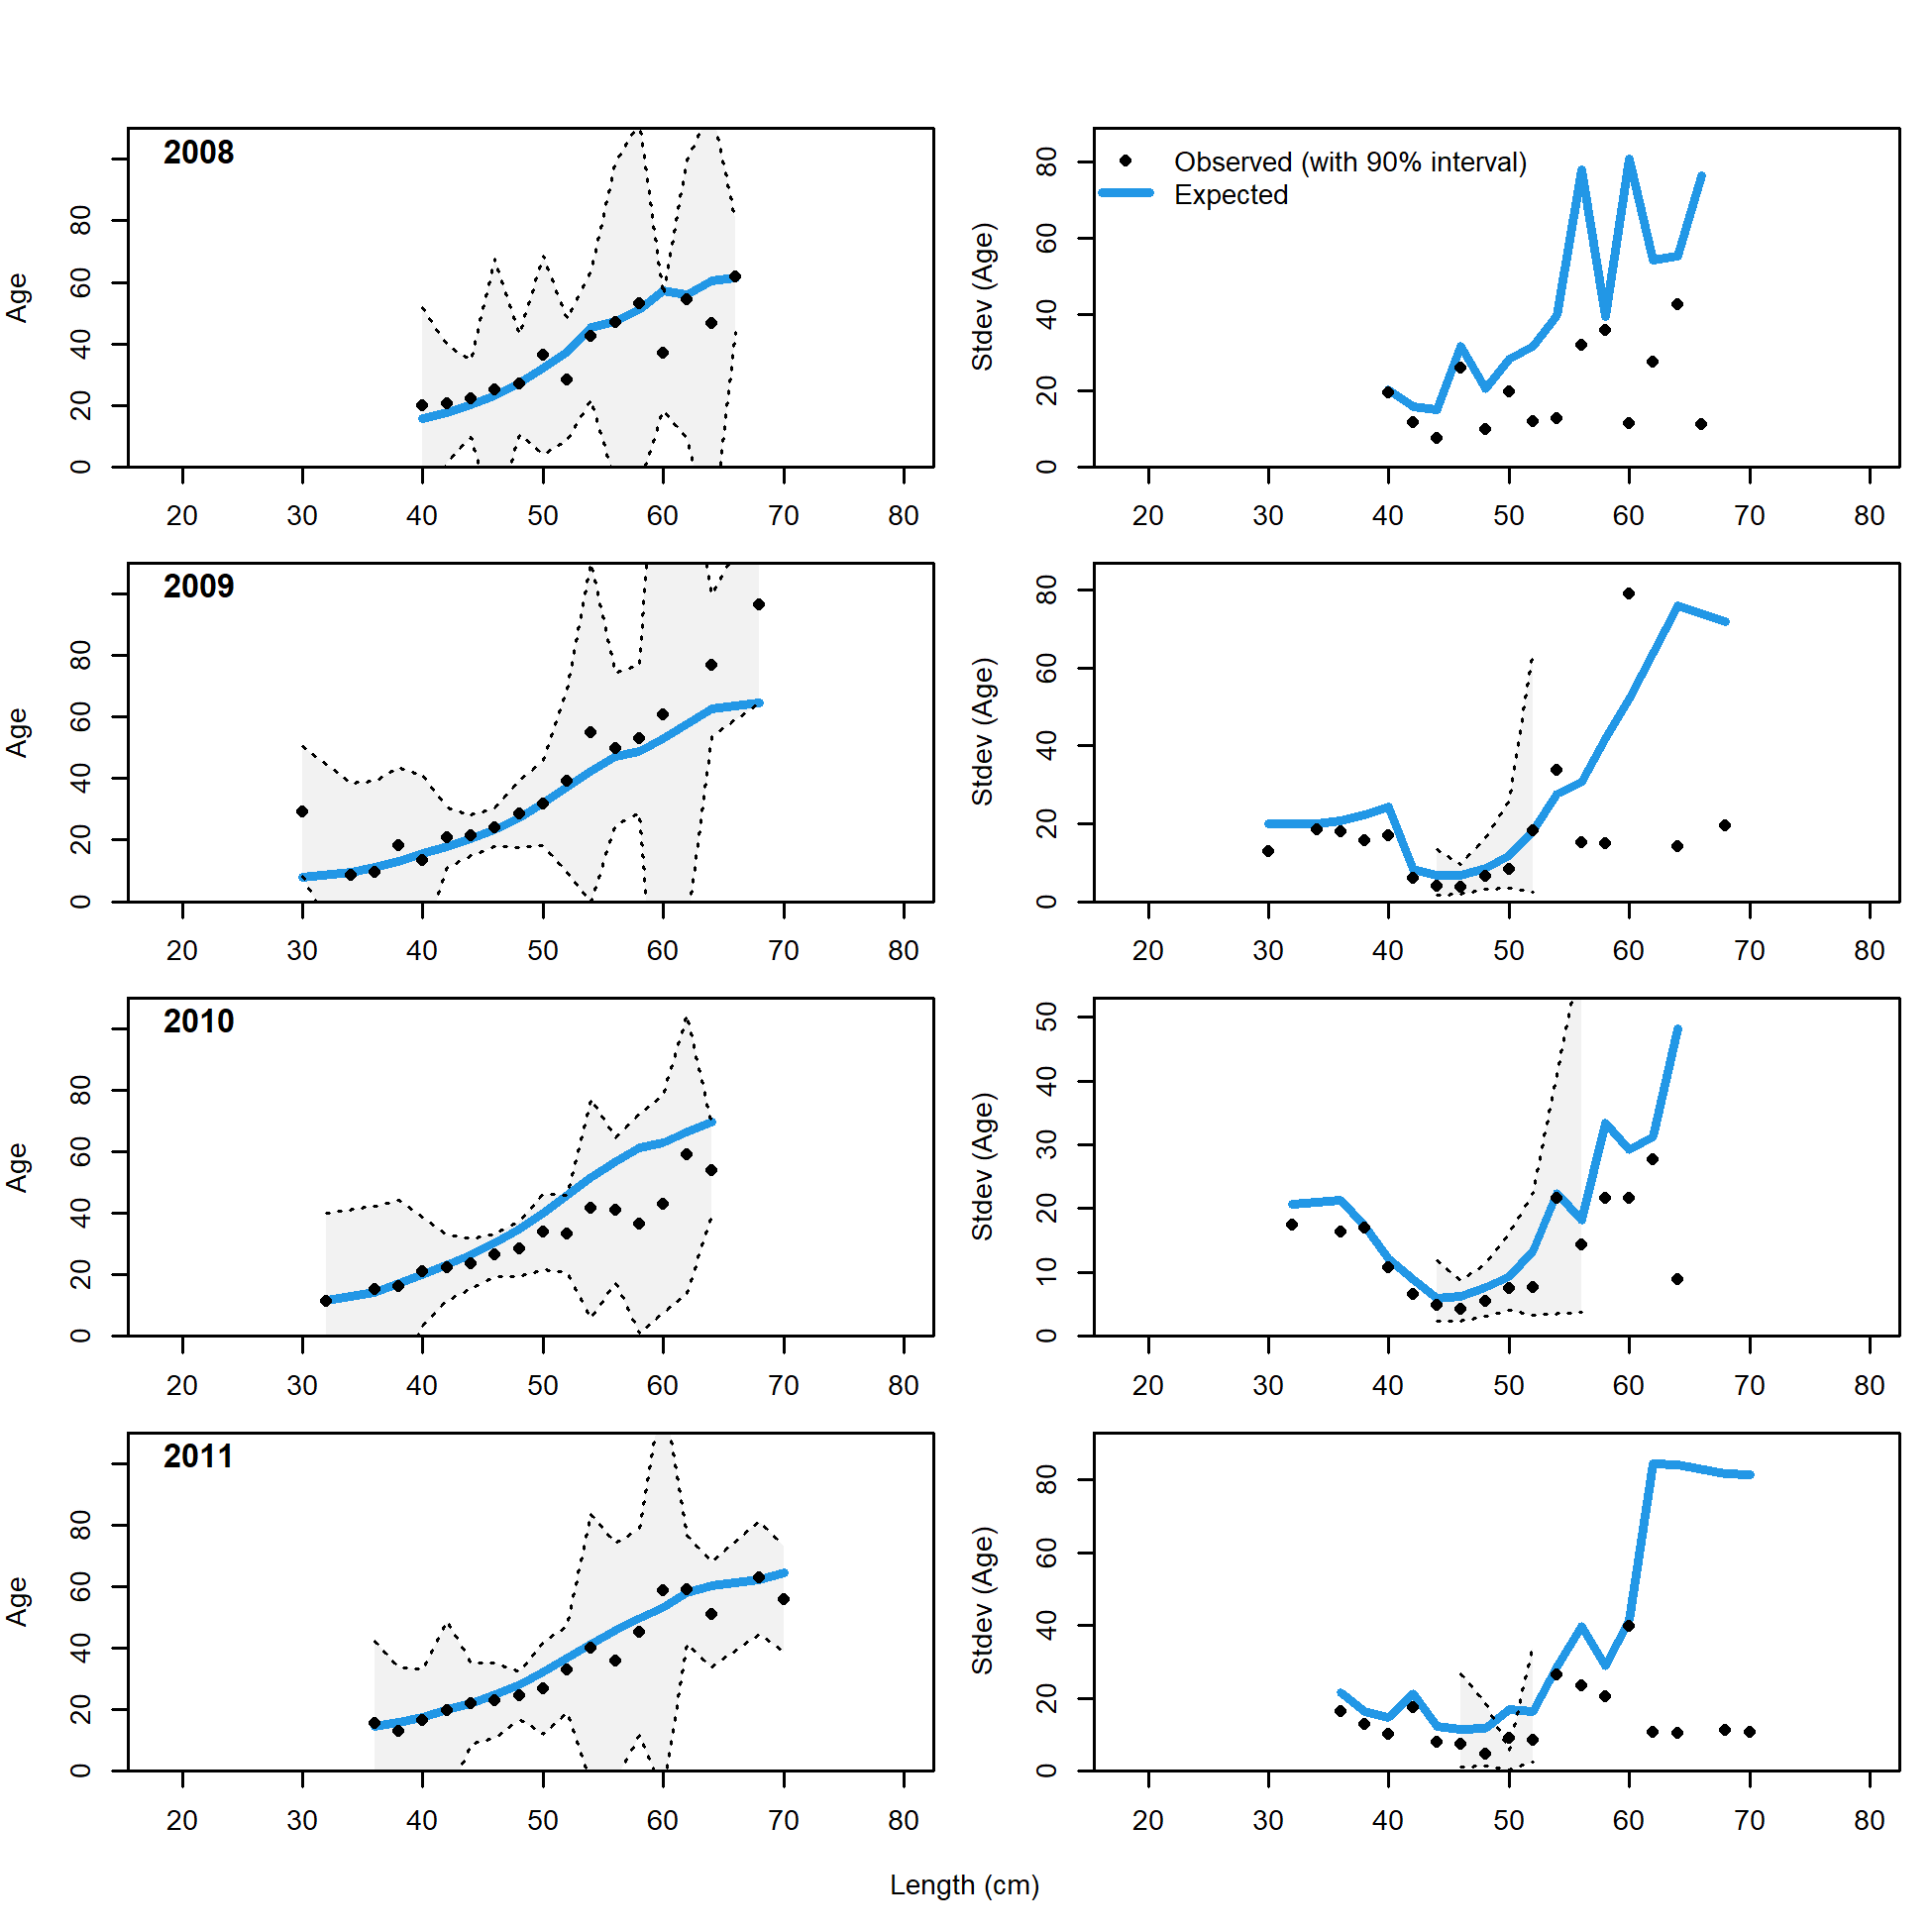 2008
Age
0 20 40 60 80
20 30 40 50 60 70 80
Observed (with 90% interval)
Expected
Stdev (Age)
0 20 40 60 80
20 30 40 50 60 70 80
2009
Age
0 20 40 60 80
20 30 40 50 60 70 80
Stdev (Age)
0 20 40 60 80
20 30 40 50 60 70 80
2010
Age
0 20 40 60 80
20 30 40 50 60 70 80
Stdev (Age)
0 10 20 30 40 50
20 30 40 50 60 70 80
2011
Age
0 20 40 60 80
20 30 40 50 60 70 80
Stdev (Age)
0 20 40 60 80
20 30 40 50 60 70 80
Length (cm)